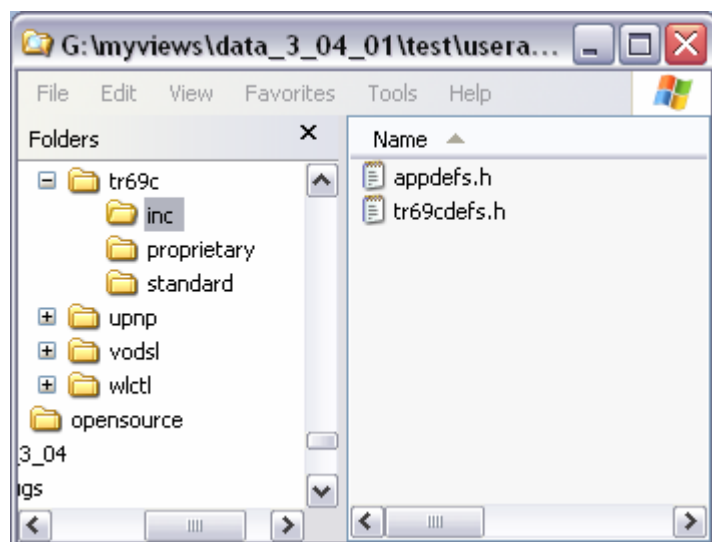 G:\myviews\data_3_04_01\test\usera...
File Edit View Favorites Tools Help
Folders
Name
tr69c
inc
proprietary
standard
upnp
vodsl
wlctl
opensource
3_04
gs
appdefs.h
tr69cdefs.h